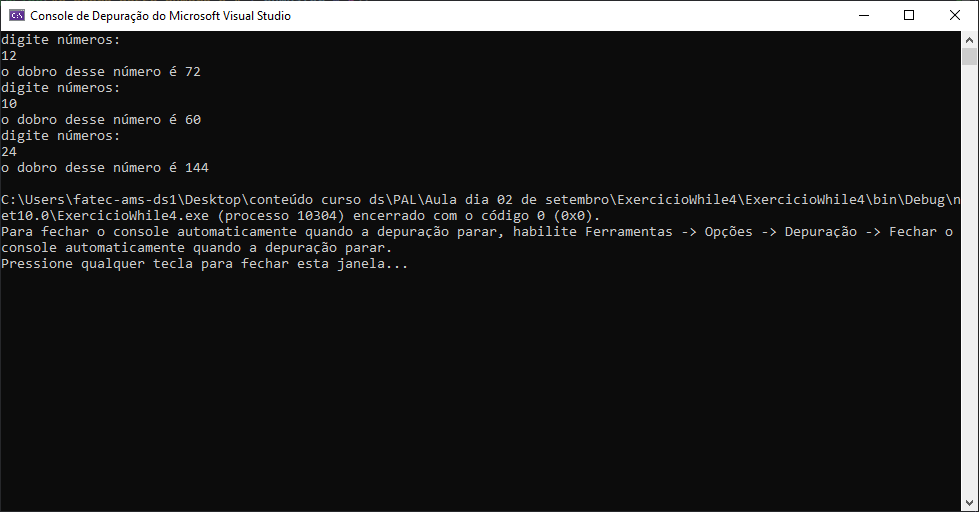 Console de Depuração do Microsoft Visual Studio
digite números:
12
o dobro desse número é 72
digite números:
10
o dobro desse número é 60
digite números:
24
o dobro desse número é 144
C:\Users\fatec-ams-ds1\Desktop\conteúdo curso ds\PAL\Aula dia 02 de setembro\ExercicioWhile4\ExercicioWhile4\bin\Debug\n
et10.0\ExercicioWhile4.exe (processo 10304) encerrado com o código 0 (0x0).
Para fechar o console automaticamente quando a depuração parar, habilite Ferramentas -> Opções -> Depuração -> Fechar o
console automaticamente quando a depuração parar.
Pressione qualquer tecla para fechar esta janela...